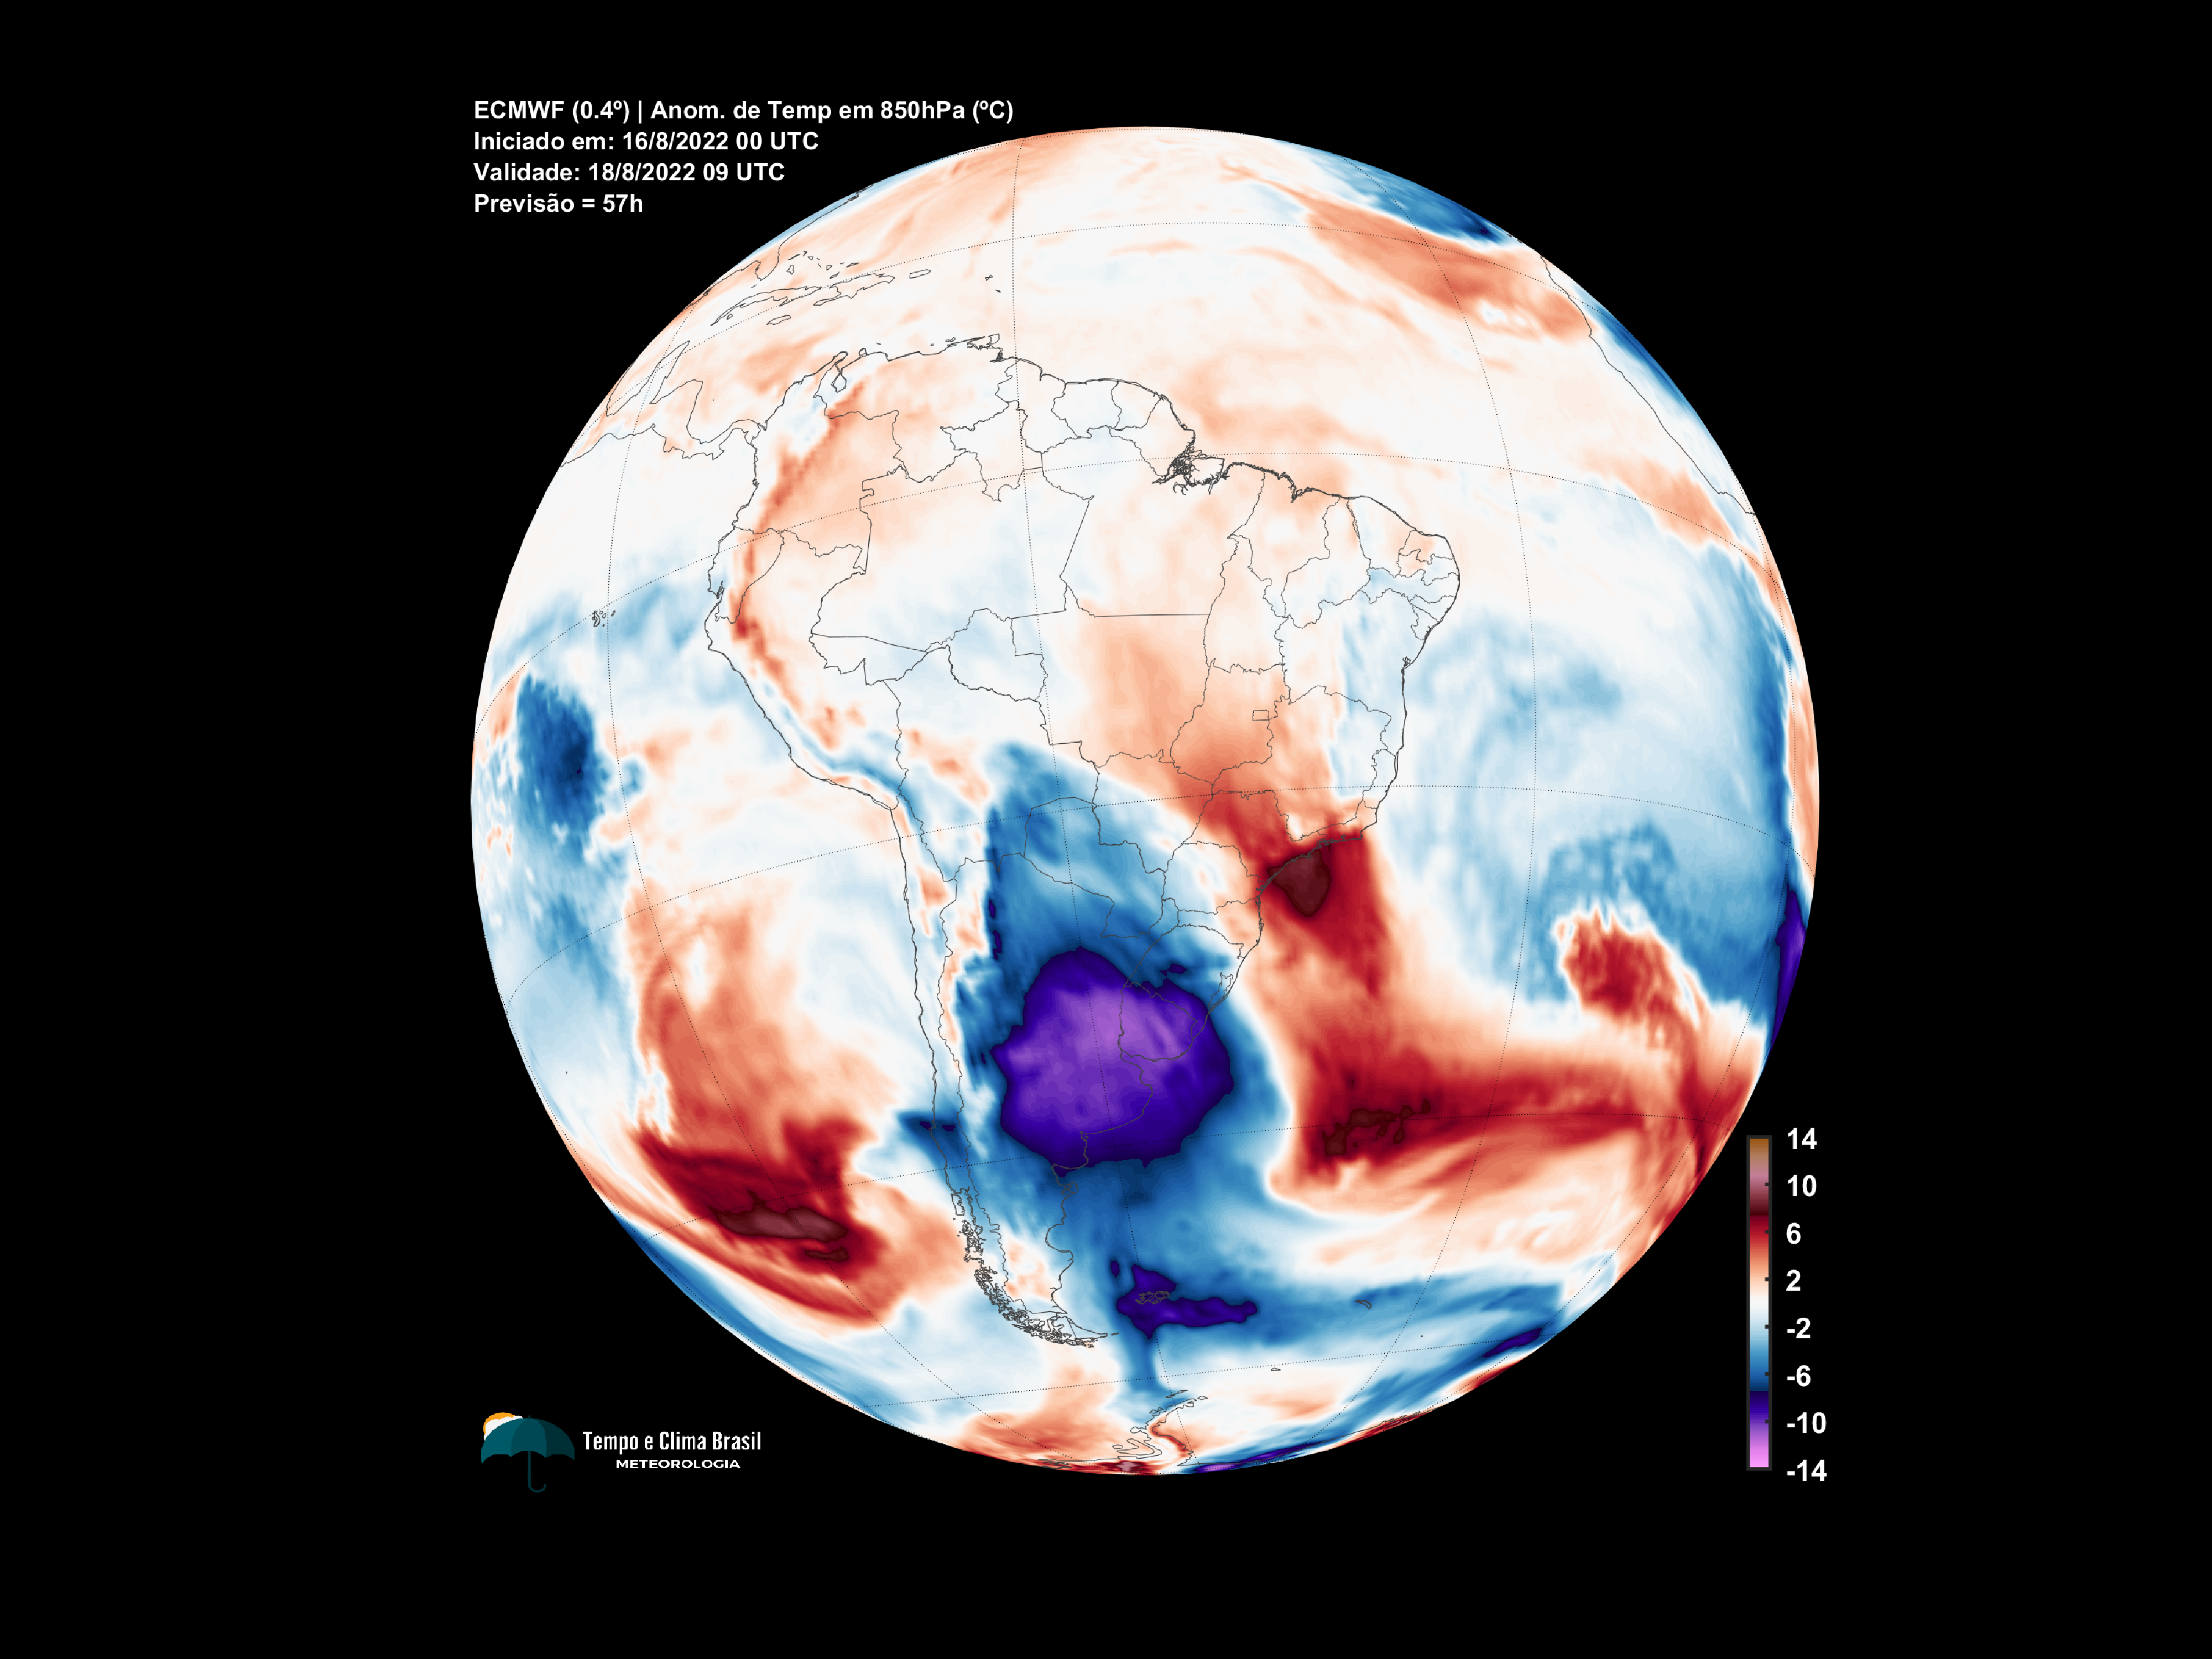 ECMWF (0.4º) | Anom. de Temp em 850hPa (ºC)
Iniciado em: 16/8/2022 00 UTC
Validade: 18/8/2022 09 UTC
Previsão = 57h
14
10
6
2
-2
-6
-10
-14
Tempo e Clima Brasil
METEOROLOGIA